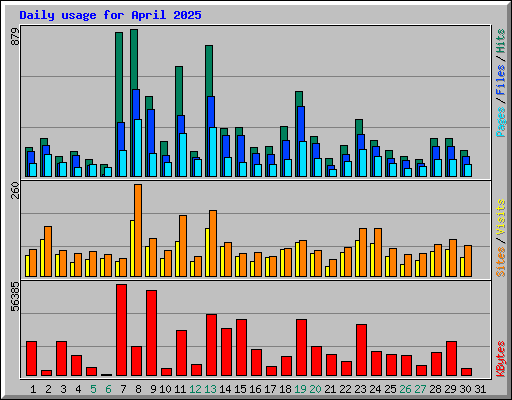 Daily usage for April 2025
879
Pages / Files / Hits
260
Sites / Visits
56385
KBytes
1 2 3 4 5 6 7 8 9 10 11 12 13 14 15 16 17 18 19 20 21 22 23 24 25 26 27 28 29 30 31